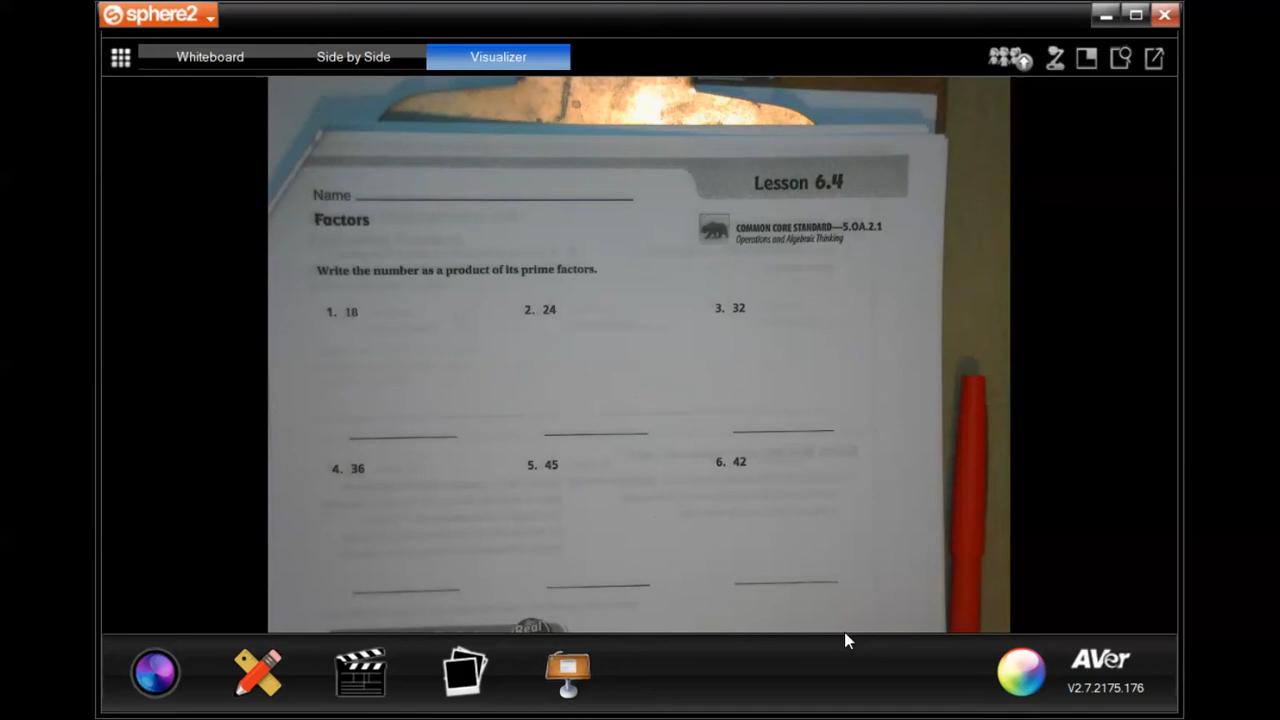 sphere2
Whiteboard Side by Side Visualizer
Lesson 6.4
Name
Factors
COMMON CORE STANDARD—5.OA.2.1
Operations and Algebraic Thinking
Write the number as a product of its prime factors.
1. 18 2. 24 3. 32
4. 36 5. 45 6. 42
Real
AVer
V2.7.2175.176